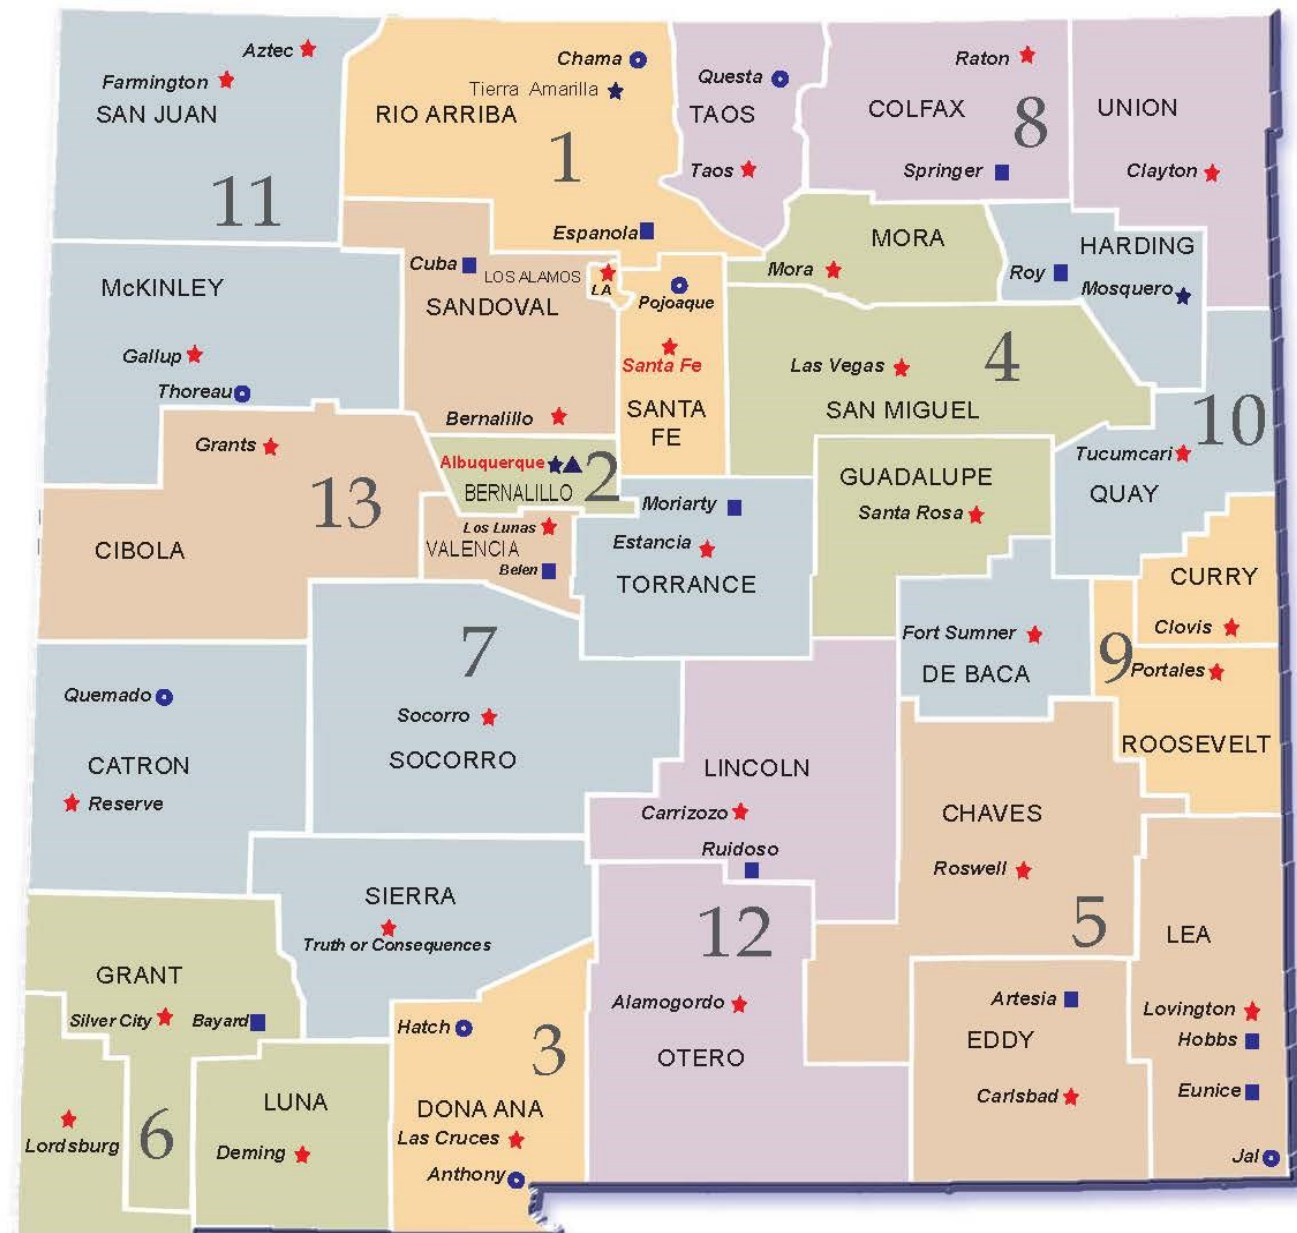 Aztec
Farmington
SAN JUAN
11
Chama
Tierra Amarilla
RIO ARRIBA
1
Espanola
Questa
TAOS
Taos
Raton
COLFAX
8
Springer
UNION
Clayton
McKINLEY
Gallup
Thoreau
Cuba
LOS ALAMOS
LA
SANDOVAL
Bernalillo
Pojoaque
Santa Fe
SANTA
FE
MORA
Mora
HARDING
Roy
Mosquero
Las Vegas
4
SAN MIGUEL
10
Tucumcari
QUAY
Grants
13
CIBOLA
Albuquerque
2
BERNALILLO
Los Lunas
VALENCIA
Belen
Moriarty
Estancia
TORRANCE
GUADALUPE
Santa Rosa
CURRY
Clovis
9
Portales
ROOSEVELT
Fort Sumner
DE BACA
7
Socorro
SOCORRO
Quemado
CATRON
Reserve
LINCOLN
Carrizozo
Ruidoso
CHAVES
Roswell
5
LEA
SIERRA
Truth or Consequences
12
Alamogordo
OTERO
Artesia
EDDY
Carlsbad
Lovington
Hobbs
Eunice
Jal
GRANT
Silver City
Bayard
Lordsburg
6
LUNA
Deming
Hatch
3
DONA ANA
Las Cruces
Anthony